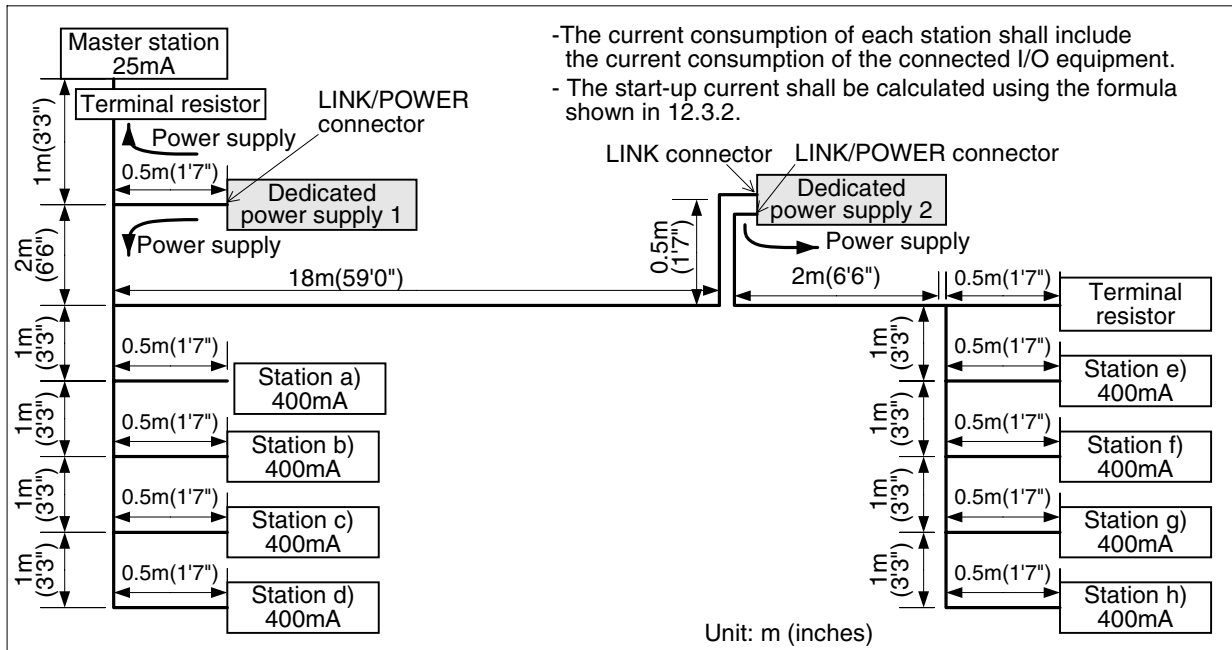 Master station
25mA
-The current consumption of each station shall include
the current consumption of the connected I/O equipment.
- The start-up current shall be calculated using the formula
shown in 12.3.2.
Terminal resistor
LINK/POWER
connector
Power supply
1m(3'3")
0.5m(1'7")
Dedicated
power supply 1
Power supply
2m
(6'6")
18m(59'0")
LINK connector
LINK/POWER connector
Dedicated
power supply 2
0.5m
(1'7")
Power supply
2m(6'6")
0.5m(1'7")
Terminal
resistor
1m
(3'3")
0.5m(1'7")
Station a)
400mA
1m
(3'3")
0.5m(1'7")
Station b)
400mA
1m
(3'3")
0.5m(1'7")
Station c)
400mA
1m
(3'3")
0.5m(1'7")
Station d)
400mA
1m
(3'3")
0.5m(1'7")
Station e)
400mA
1m
(3'3")
0.5m(1'7")
Station f)
400mA
1m
(3'3")
0.5m(1'7")
Station g)
400mA
1m
(3'3")
0.5m(1'7")
Station h)
400mA
Unit: m (inches)